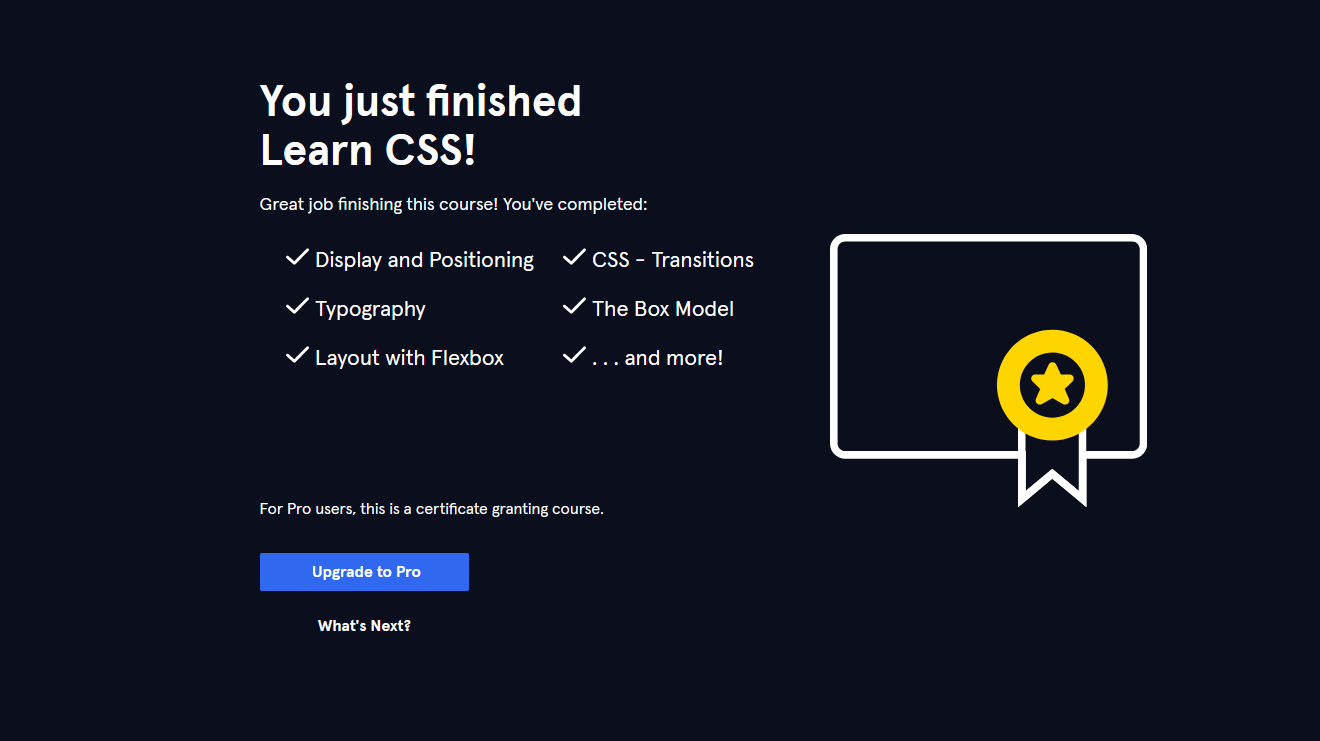 You just finished
Learn CSS!
Great job finishing this course! You've completed:
Display and Positioning
CSS - Transitions
Typography
The Box Model
Layout with Flexbox
. . . and more!
For Pro users, this is a certificate granting course.
Upgrade to Pro
What's Next?